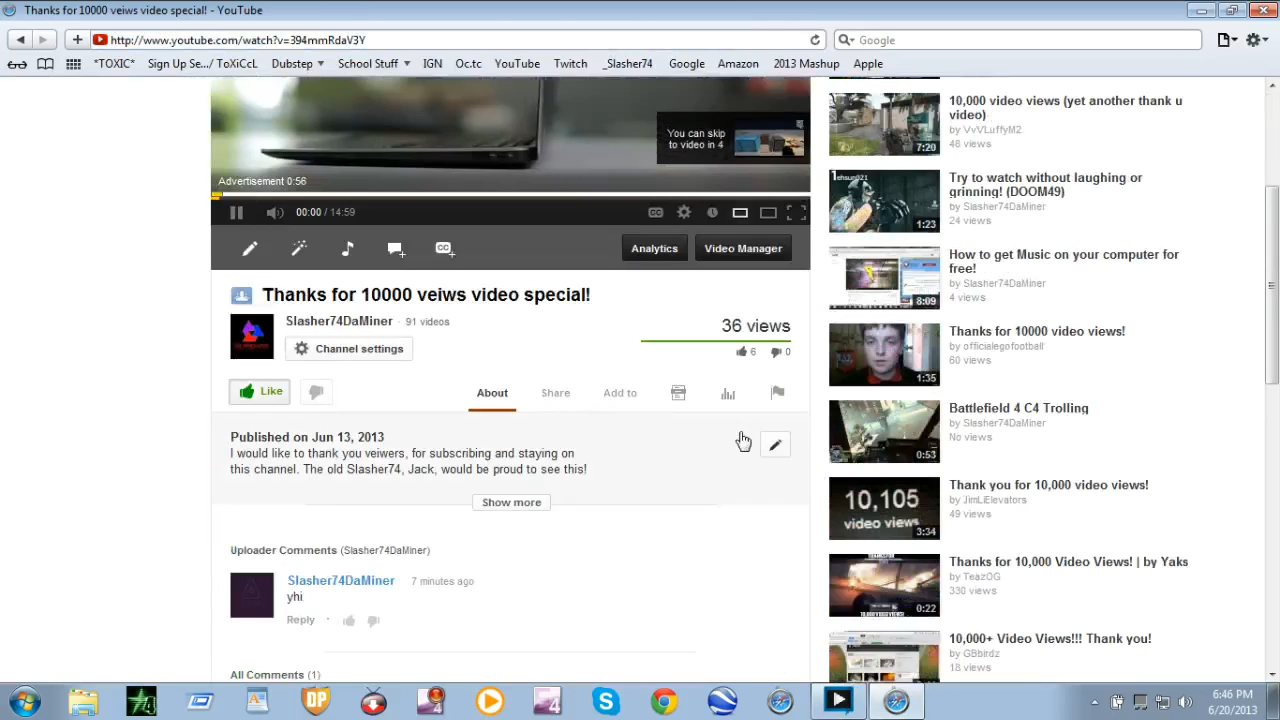 Thanks for 10000 veiws video special! - YouTube
http://www.youtube.com/watch?v=394mmRdaV3Y
Google
*TOXIC* Sign Up Se.../ ToXiCcL Dubstep School Stuff IGN Oc.tc YouTube Twitch _Slasher74 Google Amazon 2013 Mashup Apple
You can skip
to video in 4
Advertisement 0:56
00:00 / 14:59
CC
CC
Analytics Video Manager
Thanks for 10000 veiws video special!
Slasher74DaMiner · 91 videos
Channel settings
36 views
6 0
Like
About Share Add to
Published on Jun 13, 2013
I would like to thank you veiwers, for subscribing and staying on
this channel. The old Slasher74, Jack, would be proud to see this!
Show more
Uploader Comments (Slasher74DaMiner)
Slasher74DaMiner 7 minutes ago
yhi
Reply ·
All Comments (1)
10,000 video views (yet another thank u
video)
by VvVLuffyM2
48 views
7:20
Try to watch without laughing or
grinning! (DOOM49)
by Slasher74DaMiner
24 views
1:23
How to get Music on your computer for
free!
by Slasher74DaMiner
4 views
8:09
Thanks for 10000 video views!
by officialegofootball
60 views
1:35
Battlefield 4 C4 Trolling
by Slasher74DaMiner
No views
0:53
Thank you for 10,000 video views!
by JimLiElevators
49 views
10,105
video views
3:34
Thanks for 10,000 Video Views! | by Yaks
by TeazOG
330 views
0:22
10,000+ Video Views!!! Thank you!
by GBbirdz
18 views
6:46 PM
6/20/2013